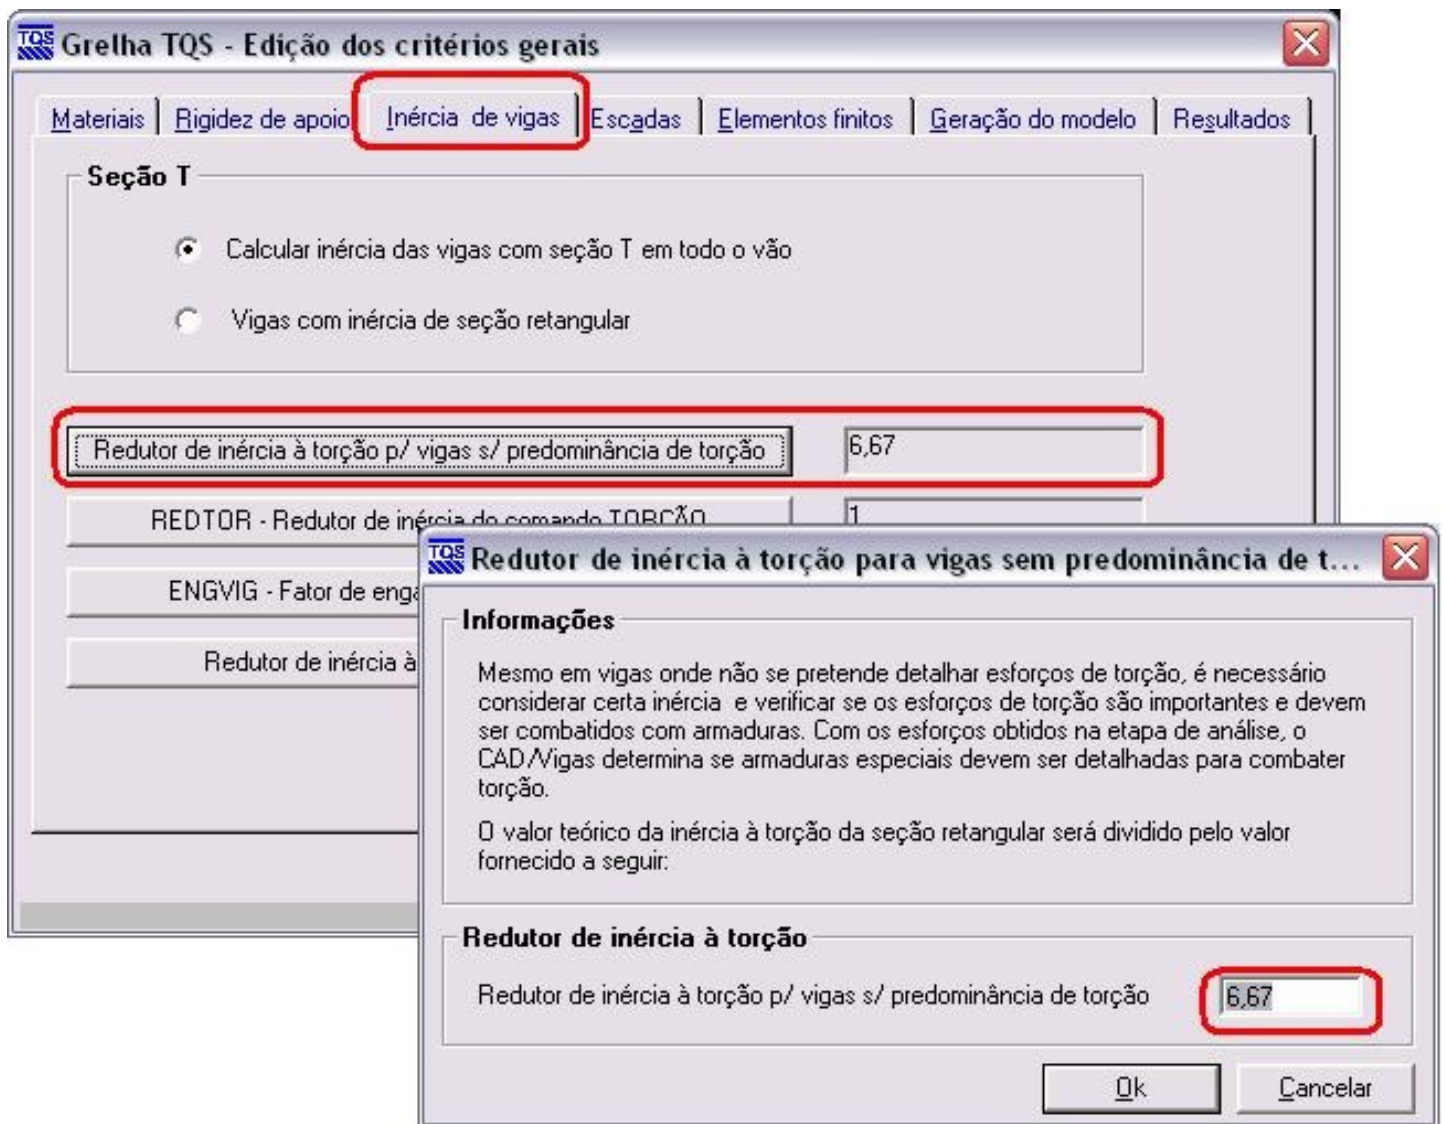 TQS Grelha TQS - Edição dos critérios gerais
Materiais Rigidez de apoio Inércia de vigas Escadas Elementos finitos Geração do modelo Resultados
Seção T
Calcular inércia das vigas com seção T em todo o vão
Vigas com inércia de seção retangular
Redutor de inércia à torção p/ vigas s/ predominância de torção 6,67
REDTOR - Redutor de inércia do comando TORÇÃO 1
TQS Redutor de inércia à torção para vigas sem predominância de t...
ENGVIG - Fator de enga
Redutor de inércia à
Informações
Mesmo em vigas onde não se pretende detalhar esforços de torção, é necessário
considerar certa inércia e verificar se os esforços de torção são importantes e devem
ser combatidos com armaduras. Com os esforços obtidos na etapa de análise, o
CAD/Vigas determina se armaduras especiais devem ser detalhadas para combater
torção.
O valor teórico da inércia à torção da seção retangular será dividido pelo valor
fornecido a seguir:
Redutor de inércia à torção
Redutor de inércia à torção p/ vigas s/ predominância de torção 6,67
Ok Cancelar